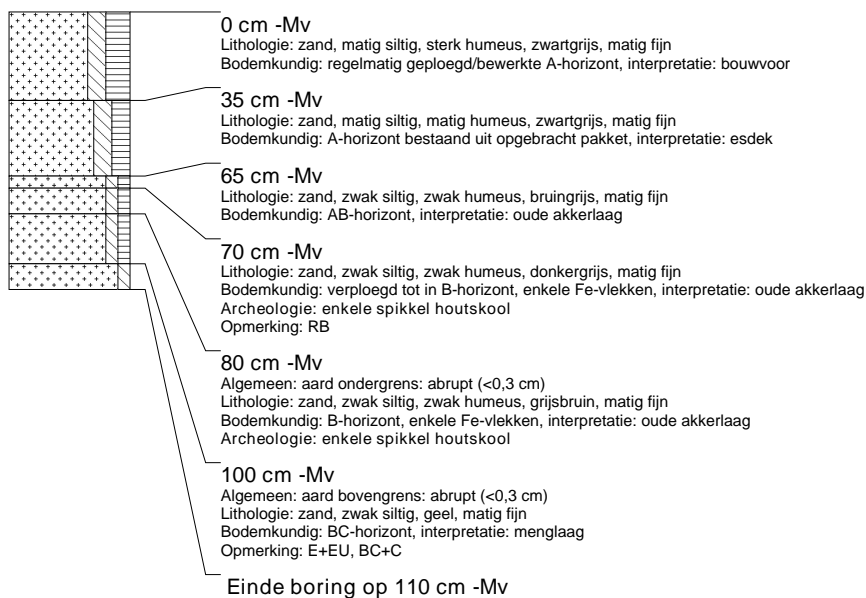 0 cm -Mv
Lithologie: zand, matig siltig, sterk humeus, zwartgrijs, matig fijn
Bodemkundig: regelmatig geploegd/bewerkte A-horizont, interpretatie: bouwvoor
35 cm -Mv
Lithologie: zand, matig siltig, matig humeus, zwartgrijs, matig fijn
Bodemkundig: A-horizont bestaand uit opgebracht pakket, interpretatie: esdek
65 cm -Mv
Lithologie: zand, zwak siltig, zwak humeus, bruingrijs, matig fijn
Bodemkundig: AB-horizont, interpretatie: oude akkerlaag
70 cm -Mv
Lithologie: zand, zwak siltig, zwak humeus, donkergrijs, matig fijn
Bodemkundig: verploegd tot in B-horizont, enkele Fe-vlekken, interpretatie: oude akkerlaag
Archeologie: enkele spikkel houtskool
Opmerking: RB
80 cm -Mv
Algemeen: aard ondergrens: abrupt (<0,3 cm)
Lithologie: zand, zwak siltig, zwak humeus, grijsbruin, matig fijn
Bodemkundig: B-horizont, enkele Fe-vlekken, interpretatie: oude akkerlaag
Archeologie: enkele spikkel houtskool
100 cm -Mv
Algemeen: aard bovengrens: abrupt (<0,3 cm)
Lithologie: zand, zwak siltig, geel, matig fijn
Bodemkundig: BC-horizont, interpretatie: menglaag
Opmerking: E+EU, BC+C
Einde boring op 110 cm -Mv